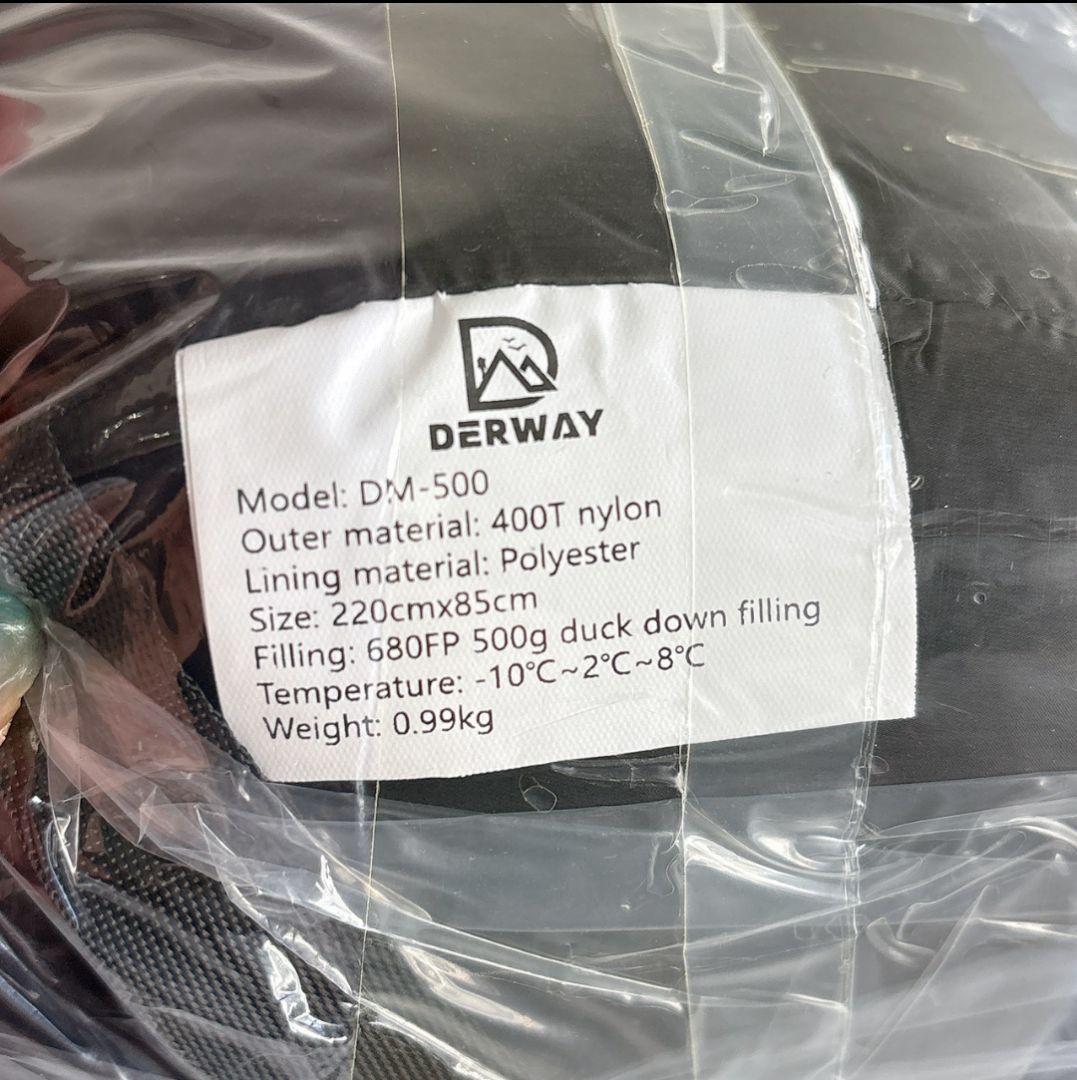 DERWAY
Model: DM-500
Outer material: 400T nylon
Lining material: Polyester
Size: 220cmx85cm
Filling: 680FP 500g duck down filling
Temperature: -10℃~2℃~8℃
Weight: 0.99kg